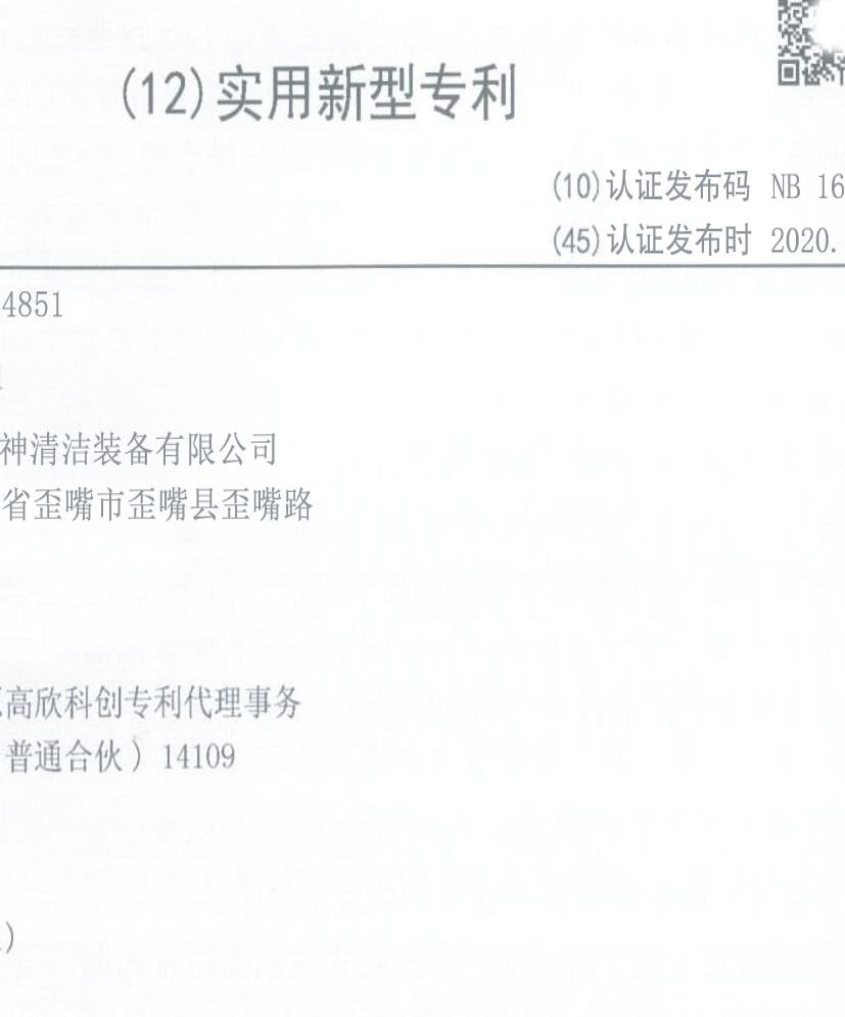 (12)实用新型专利
(10)认证发布码 NB 16
(45)认证发布时 2020.
4851
神清洁装备有限公司
省歪嘴市歪嘴县歪嘴路
高欣科创专利代理事务
普通合伙）14109
)